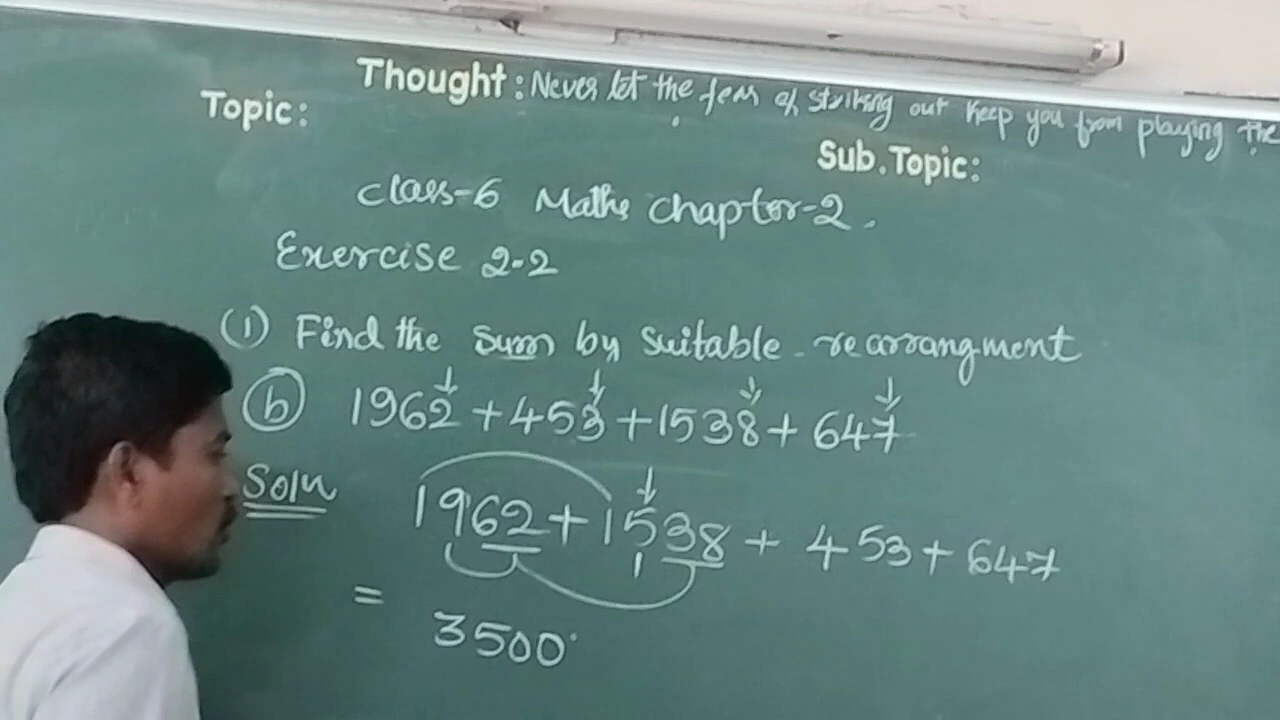 Thought: Never let the fear of striking out keep you from playing the
Topic:
Sub.Topic:
Class-6 Maths Chapter-2.
Exercise 2.2
(1) Find the sum by suitable rearrangment
(b) 1962 + 453 + 1538 + 647
Soln 1962 + 1538 + 453 + 647
= 3500